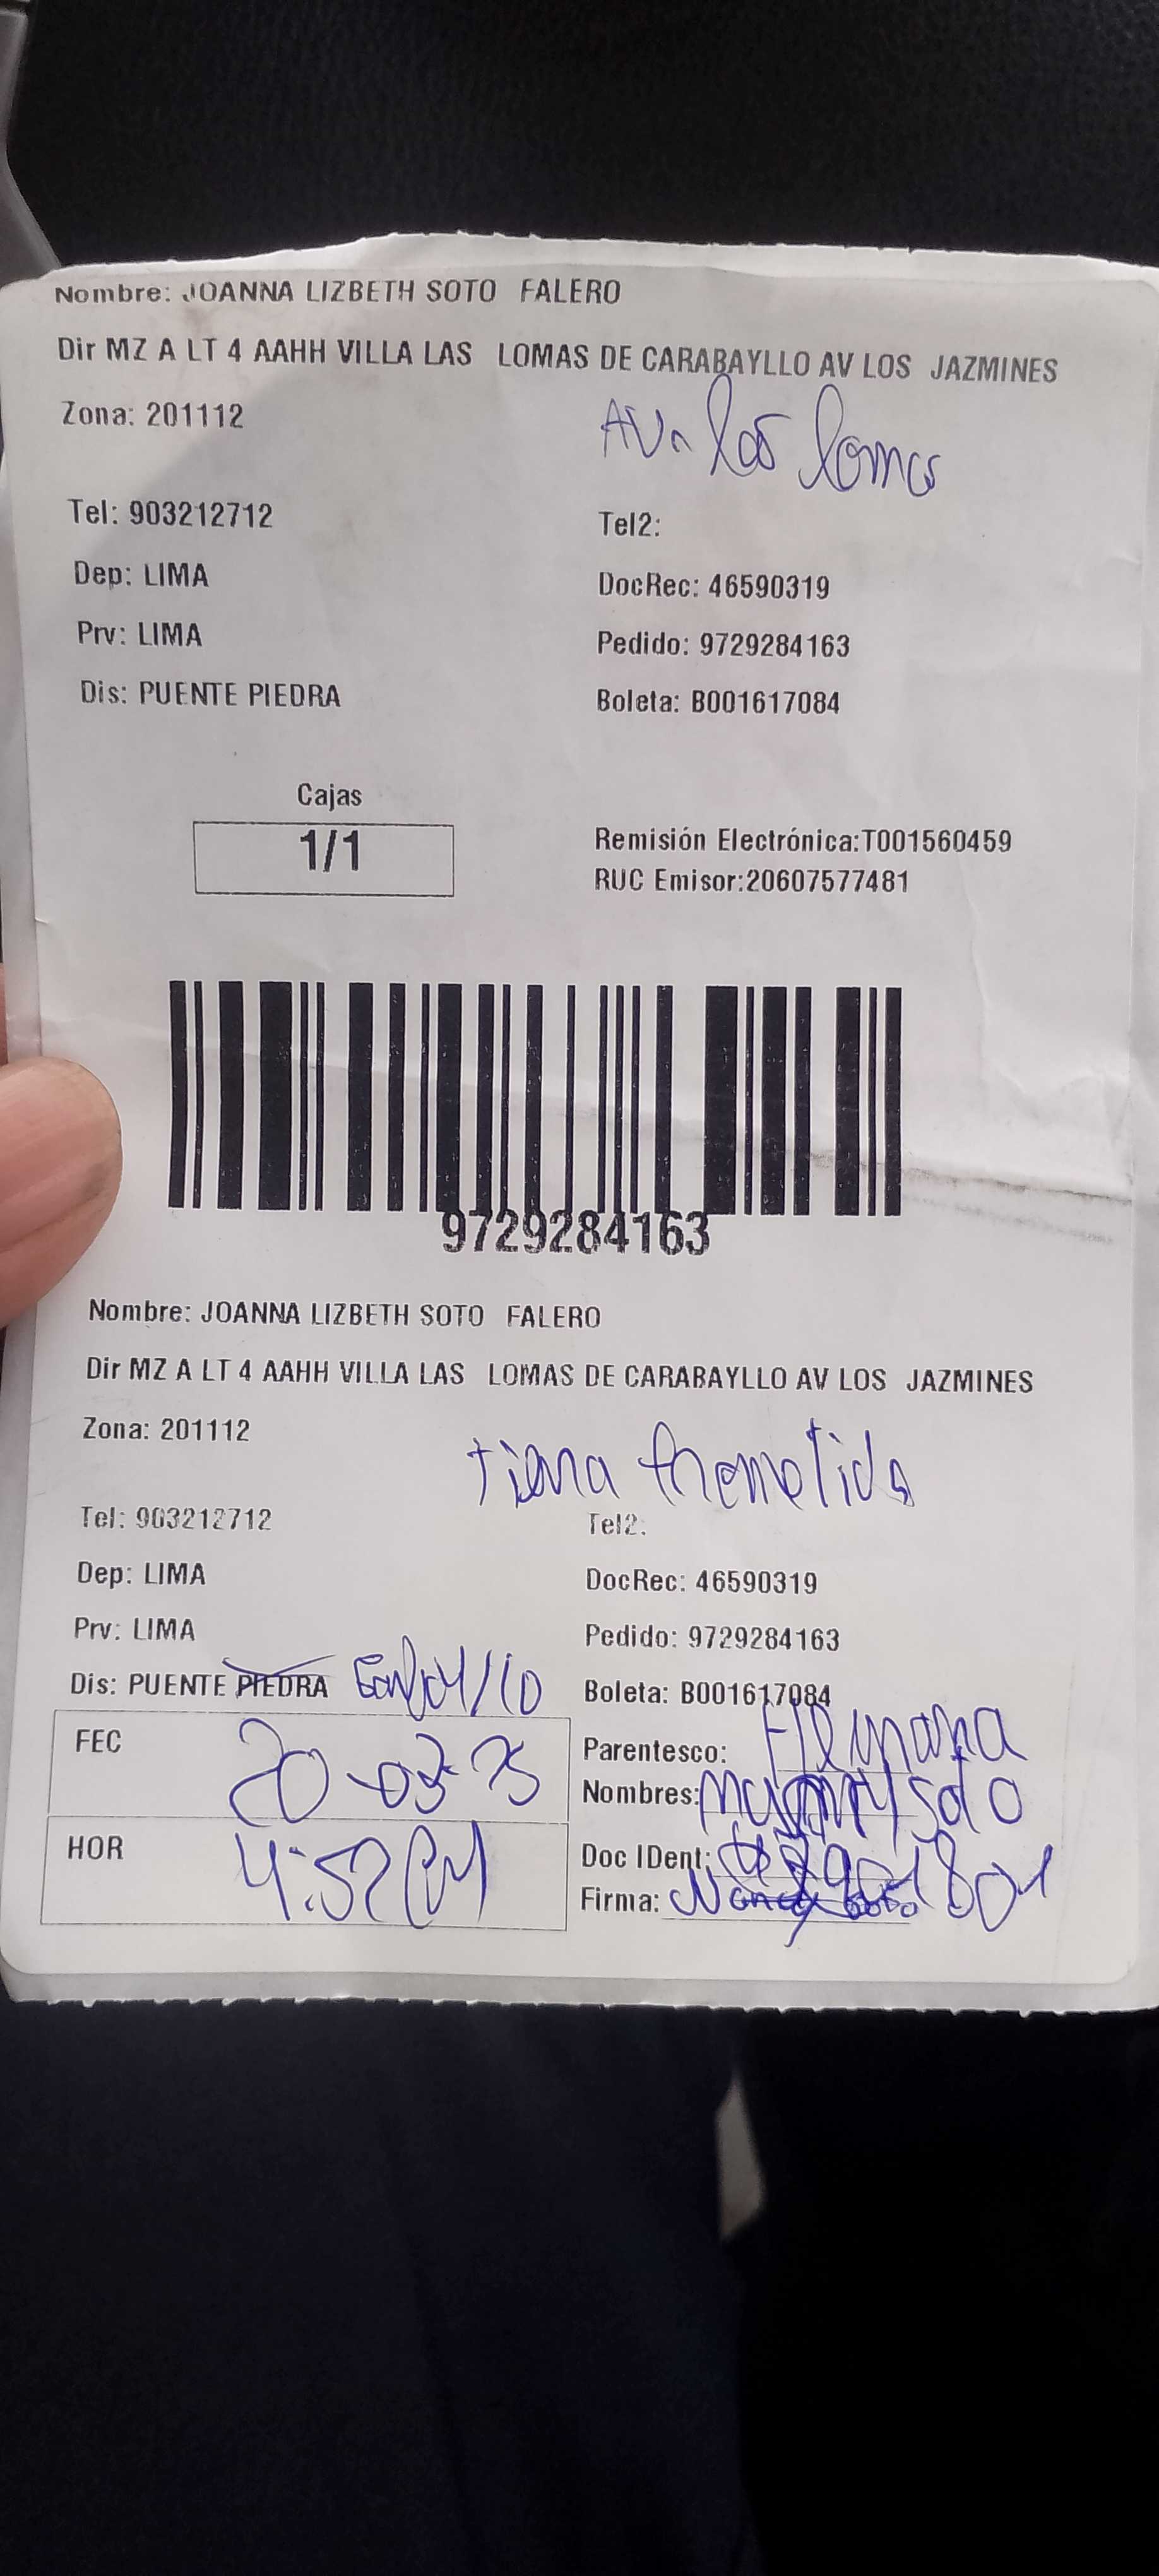 Nombre: JOANNA LIZBETH SOTO FALERO
Dir MZ A LT 4 AAHH VILLA LAS LOMAS DE CARABAYLLO AV LOS JAZMINES
Zona: 201112
AV. los lomas
Tel: 903212712 Tel2:
Dep: LIMA DocRec: 46590319
Prv: LIMA Pedido: 9729284163
Dis: PUENTE PIEDRA Boleta: B001617084
Cajas
1/1
Remisión Electrónica:T001560459
RUC Emisor:20607577481
9729284163
Nombre: JOANNA LIZBETH SOTO FALERO
Dir MZ A LT 4 AAHH VILLA LAS LOMAS DE CARABAYLLO AV LOS JAZMINES
Zona: 201112
Tel: 903212712 Tel2:
Dep: LIMA DocRec: 46590319
Prv: LIMA Pedido: 9729284163
Dis: PUENTE PIEDRA Boleta: B001617084
FEC 20-03-25
Parentesco: Hermana
Nombres: soto
HOR 4:52 PM
Doc IDent:
Firma: Nancy Soto